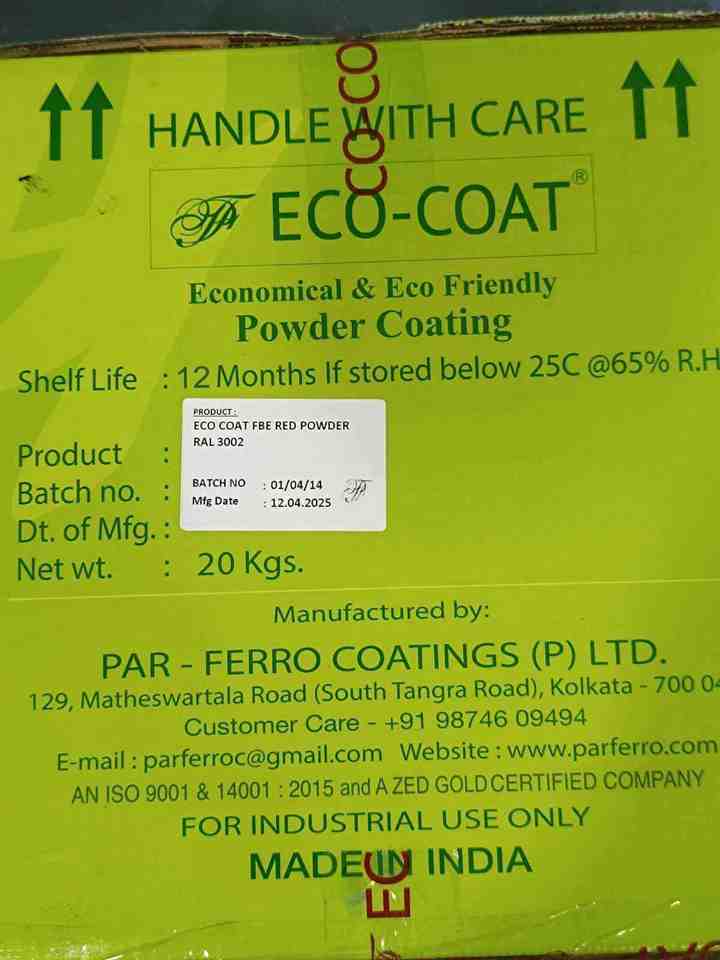 HANDLE WITH CARE
ECO-COAT®
Economical & Eco Friendly
Powder Coating
Shelf Life : 12 Months If stored below 25C @65% R.H
PRODUCT :
ECO COAT FBE RED POWDER
RAL 3002
BATCH NO : 01/04/14
Mfg Date : 12.04.2025
Product :
Batch no. :
Dt. of Mfg. :
Net wt. : 20 Kgs.
Manufactured by:
PAR - FERRO COATINGS (P) LTD.
129, Matheswartala Road (South Tangra Road), Kolkata - 700 04
Customer Care - +91 98746 09494
E-mail : parferroc@gmail.com Website : www.parferro.com
AN ISO 9001 & 14001 : 2015 and A ZED GOLD CERTIFIED COMPANY
FOR INDUSTRIAL USE ONLY
MADE IN INDIA
CO-CO
EC